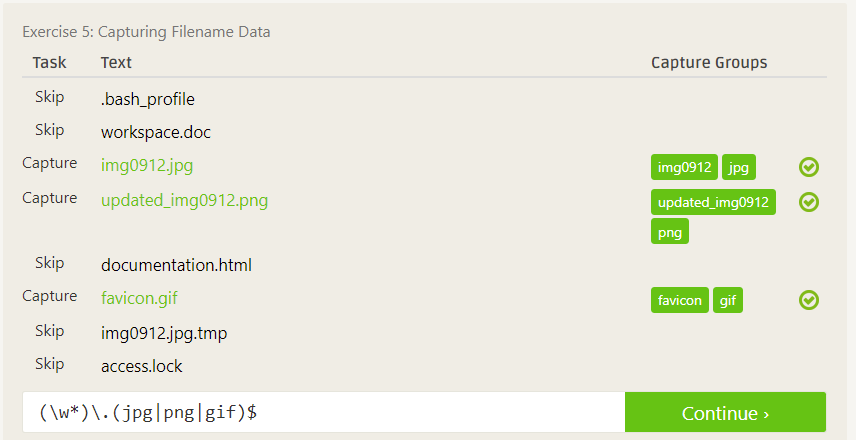 Exercise 5: Capturing Filename Data
Task Text Capture Groups
Skip .bash_profile
Skip workspace.doc
Capture img0912.jpg img0912 jpg
Capture updated_img0912.png updated_img0912
png
Skip documentation.html
Capture favicon.gif favicon gif
Skip img0912.jpg.tmp
Skip access.lock
(\w*)\.(jpg|png|gif)$ Continue ›